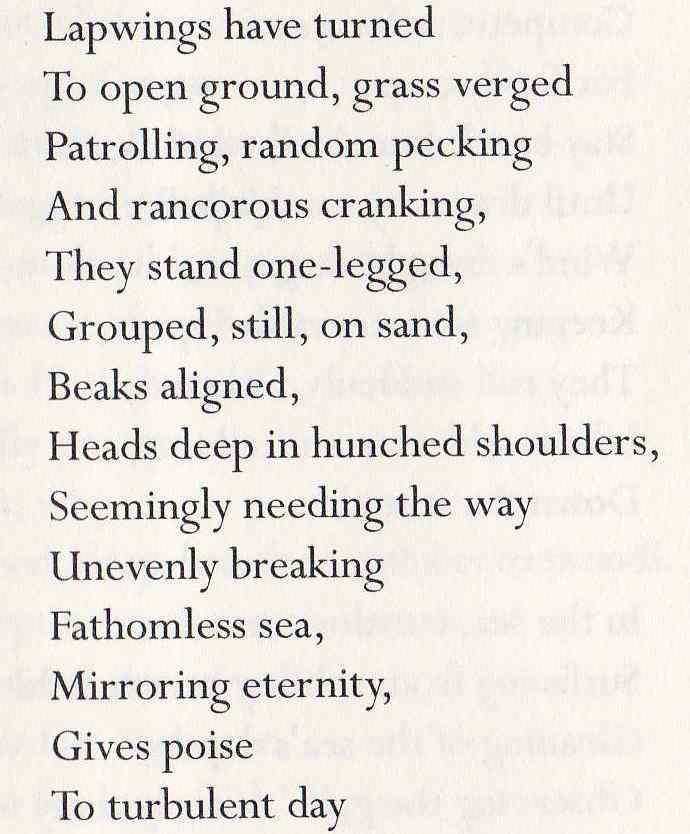 Lapwings have turned
To open ground, grass verged
Patrolling, random pecking
And rancorous cranking,
They stand one-legged,
Grouped, still, on sand,
Beaks aligned,
Heads deep in hunched shoulders,
Seemingly needing the way
Unevenly breaking
Fathomless sea,
Mirroring eternity,
Gives poise
To turbulent day